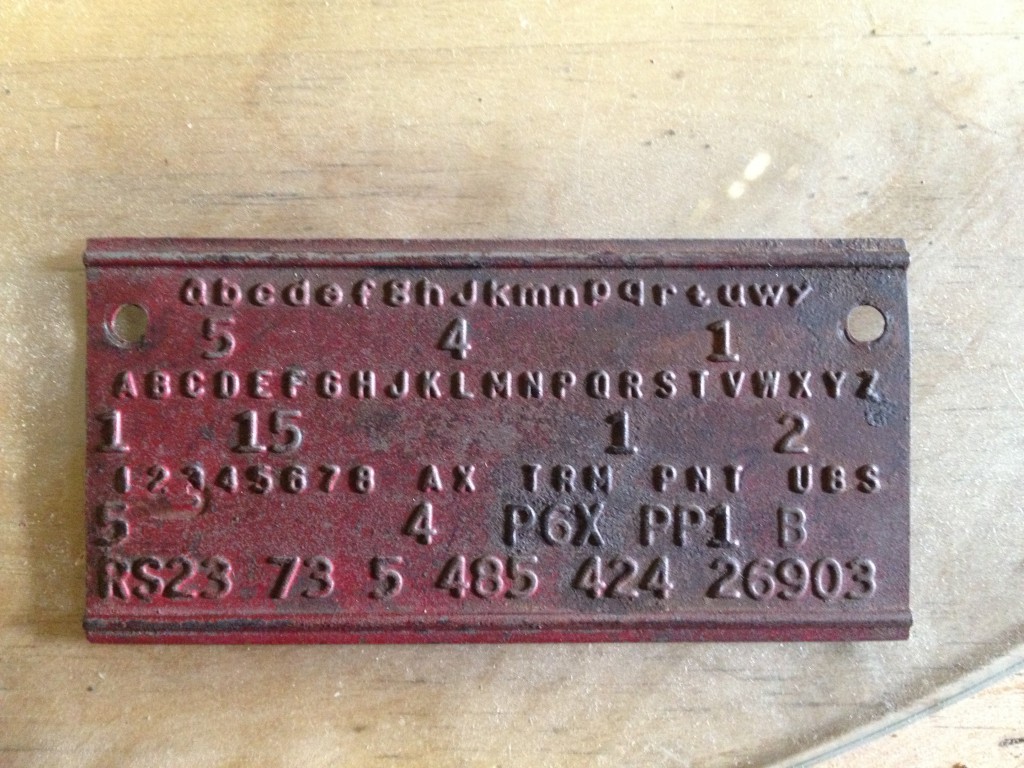 abcdefghJkmnpqrtuwy
5 4 1
ABCDEFGHJKLMNPQRSTVWXYZ
1 15 1 2
12345678 AX TRM PNT UBS
5 4 P6X PP1 B
RS23 73 5 485 424 26903